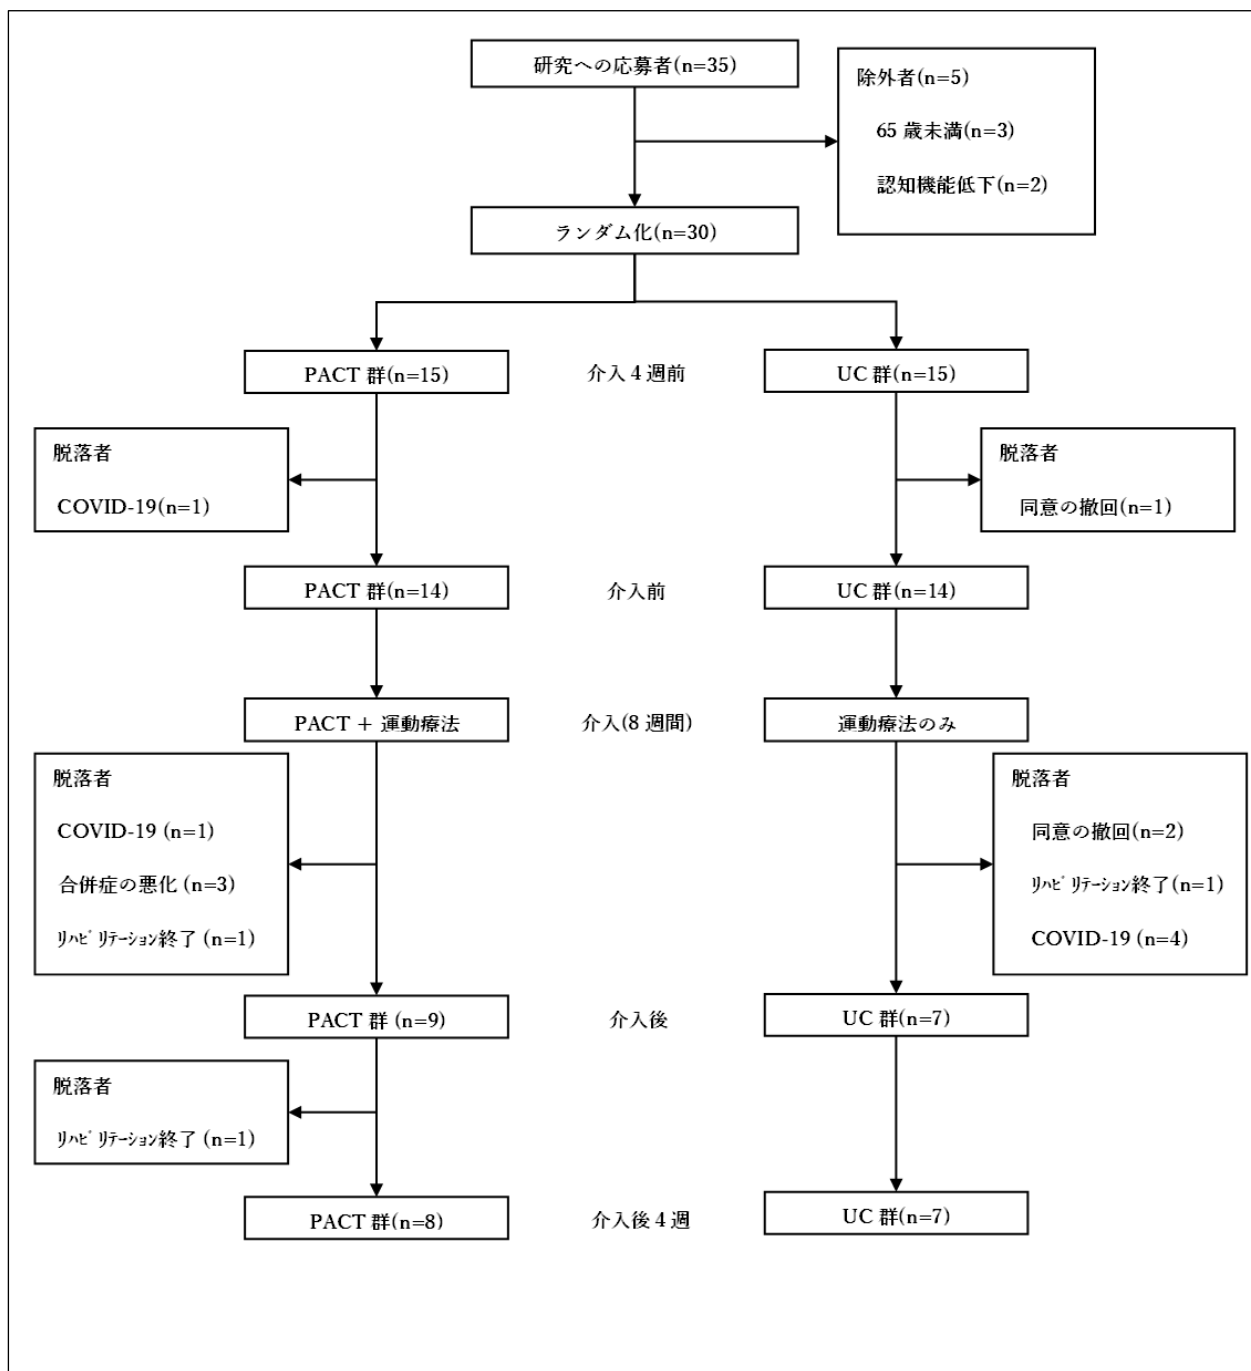 研究への応募者(n=35)
除外者(n=5)
65 歳未満(n=3)
認知機能低下(n=2)
ランダム化(n=30)
PACT 群(n=15)
介入 4 週前
UC 群(n=15)
脱落者
COVID-19(n=1)
脱落者
同意の撤回(n=1)
PACT 群(n=14)
介入前
UC 群(n=14)
PACT + 運動療法
介入(8 週間)
運動療法のみ
脱落者
COVID-19 (n=1)
合併症の悪化 (n=3)
ﾘﾊﾋﾞﾘﾃｰｼｮﾝ終了 (n=1)
脱落者
同意の撤回(n=2)
ﾘﾊﾋﾞﾘﾃｰｼｮﾝ終了(n=1)
COVID-19 (n=4)
PACT 群 (n=9)
介入後
UC 群(n=7)
脱落者
ﾘﾊﾋﾞﾘﾃｰｼｮﾝ終了 (n=1)
PACT 群(n=8)
介入後 4 週
UC 群(n=7)